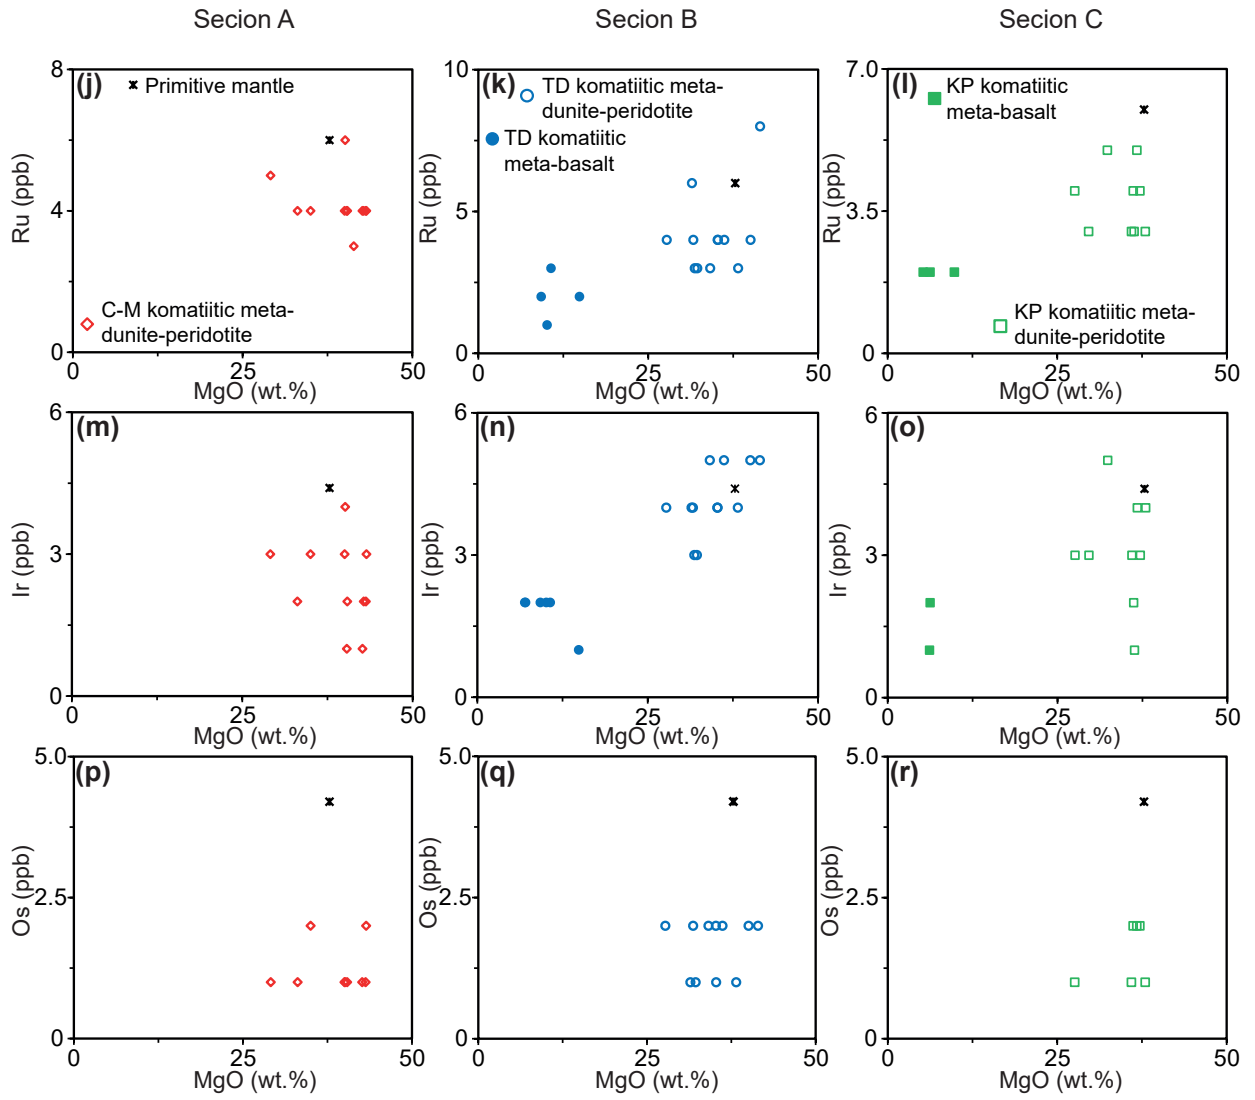 Secion A
Secion B
Secion C
(j)
Primitive mantle
C-M komatiitic meta-
dunite-peridotite
Ru (ppb)
8
4
0
0
25
50
MgO (wt.%)
(k)
TD komatiitic meta-
dunite-peridotite
TD komatiitic
meta-basalt
Ru (ppb)
10
5
0
0
25
50
MgO (wt.%)
(l)
KP komatiitic
meta-basalt
KP komatiitic meta-
dunite-peridotite
Ru (ppb)
7.0
3.5
0
0
25
50
MgO (wt.%)
(m)
Ir (ppb)
6
3
0
0
25
50
MgO (wt.%)
(n)
Ir (ppb)
6
3
0
0
25
50
MgO (wt.%)
(o)
Ir (ppb)
6
3
0
0
25
50
MgO (wt.%)
(p)
Os (ppb)
5.0
2.5
0
0
25
50
MgO (wt.%)
(q)
Os (ppb)
5.0
2.5
0
0
25
50
MgO (wt.%)
(r)
Os (ppb)
5.0
2.5
0
0
25
50
MgO (wt.%)